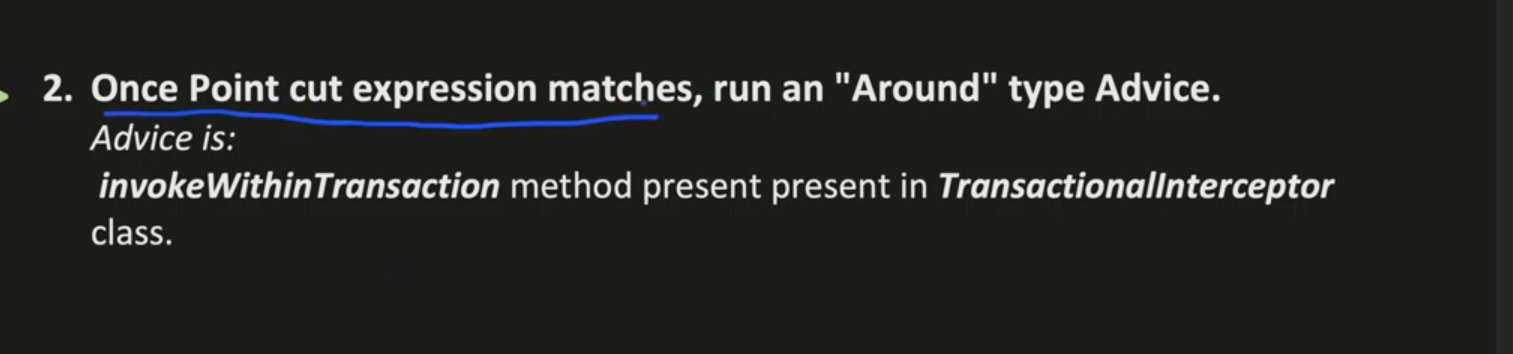 2. Once Point cut expression matches, run an "Around" type Advice.
Advice is:
invokeWithinTransaction method present present in TransactionalInterceptor
class.